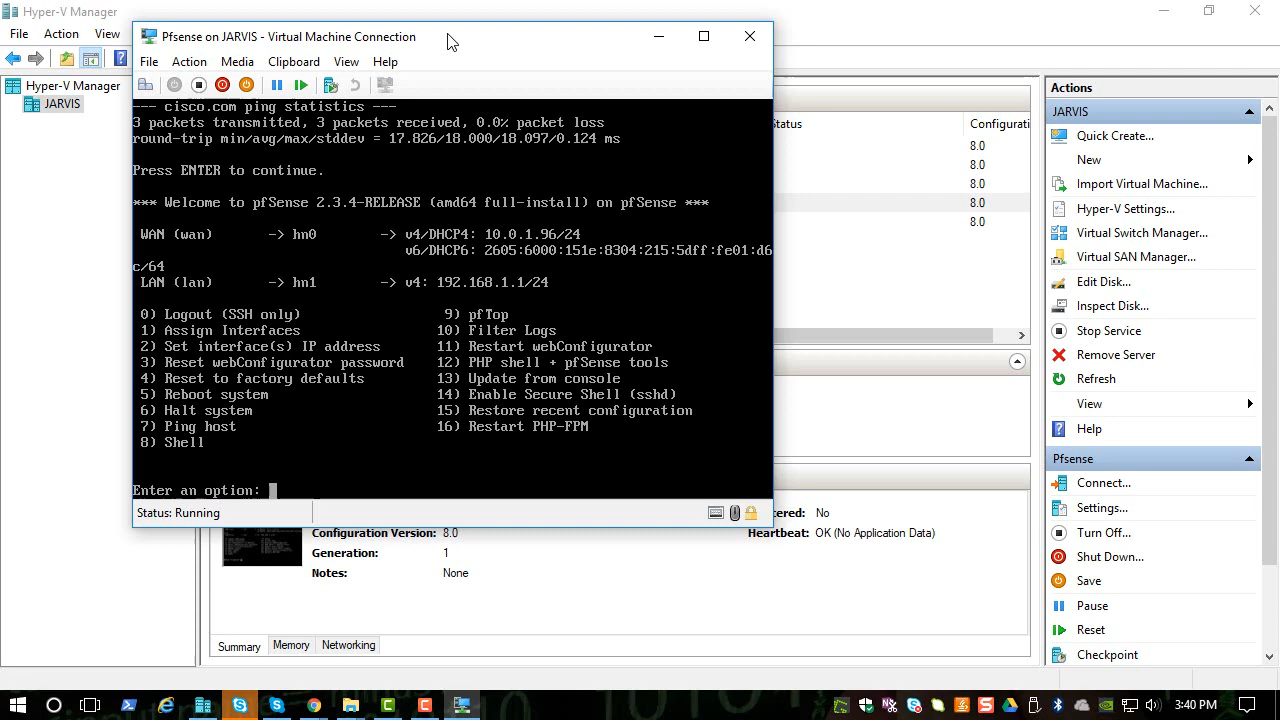 Hyper-V Manager
File Action View
Hyper-V Manager
JARVIS
Pfsense on JARVIS - Virtual Machine Connection
File Action Media Clipboard View Help
--- cisco.com ping statistics ---
3 packets transmitted, 3 packets received, 0.0% packet loss
round-trip min/avg/max/stddev = 17.826/18.000/18.097/0.124 ms
Press ENTER to continue.
*** Welcome to pfSense 2.3.4-RELEASE (amd64 full-install) on pfSense ***
WAN (wan) -> hn0 -> v4/DHCP4: 10.0.1.96/24
v6/DHCP6: 2605:6000:151e:8304:215:5dff:fe01:d6
c/64
LAN (lan) -> hn1 -> v4: 192.168.1.1/24
0) Logout (SSH only) 9) pfTop
1) Assign Interfaces 10) Filter Logs
2) Set interface(s) IP address 11) Restart webConfigurator
3) Reset webConfigurator password 12) PHP shell + pfSense tools
4) Reset to factory defaults 13) Update from console
5) Reboot system 14) Enable Secure Shell (sshd)
6) Halt system 15) Restore recent configuration
7) Ping host 16) Restart PHP-FPM
8) Shell
Enter an option:
Status: Running
Status Configurati
8.0
8.0
8.0
8.0
8.0
tered: No
Configuration Version: 8.0 Heartbeat: OK (No Application Data)
Generation: 1
Notes: None
Summary Memory Networking
Actions
JARVIS
Quick Create...
New
Import Virtual Machine...
Hyper-V Settings...
Virtual Switch Manager...
Virtual SAN Manager...
Edit Disk...
Inspect Disk...
Stop Service
Remove Server
Refresh
View
Help
Pfsense
Connect...
Settings...
Turn Off...
Shut Down...
Save
Pause
Reset
Checkpoint
3:40 PM